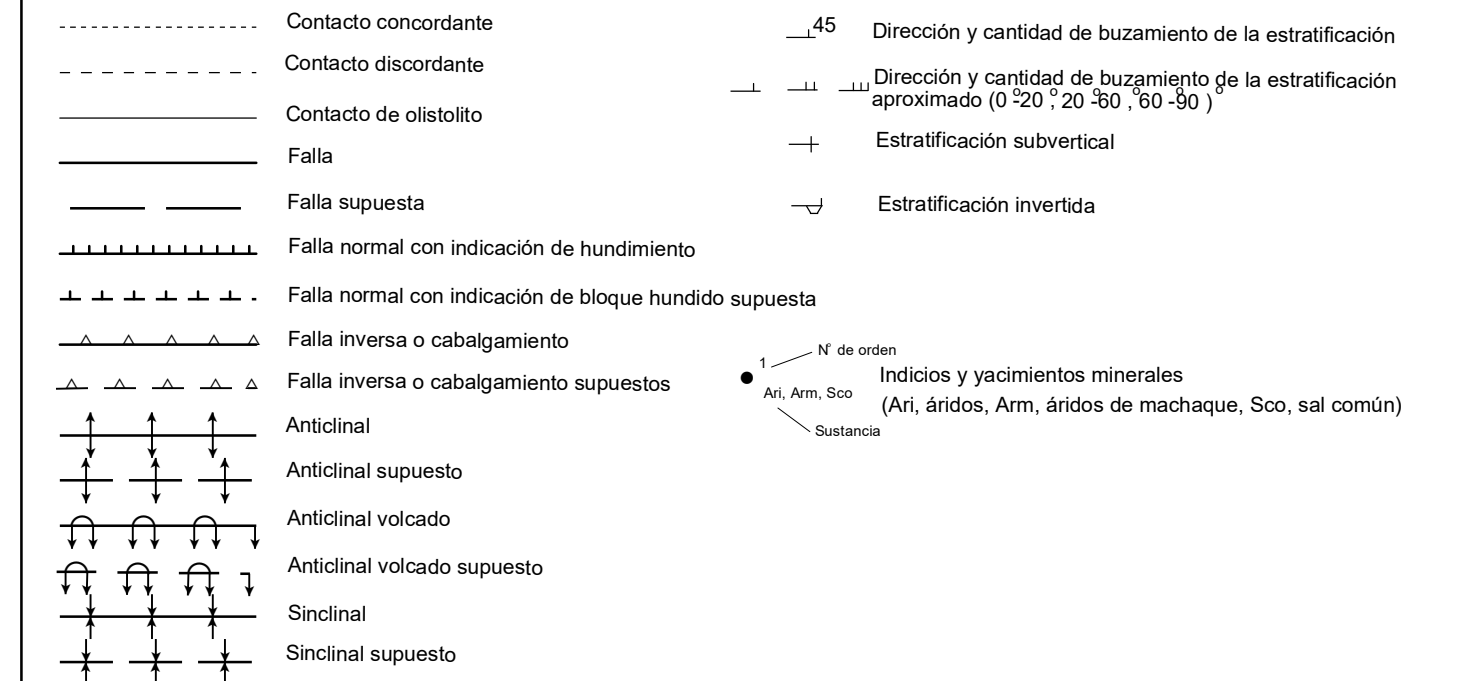 Contacto concordante
Contacto discordante
Contacto de olistolito
Falla
Falla supuesta
Falla normal con indicación de hundimiento
Falla normal con indicación de bloque hundido supuesta
Falla inversa o cabalgamiento
Falla inversa o cabalgamiento supuestos
Anticlinal
Anticlinal supuesto
Anticlinal volcado
Anticlinal volcado supuesto
Sinclinal
Sinclinal supuesto
45
Dirección y cantidad de buzamiento de la estratificación
Dirección y cantidad de buzamiento de la estratificación
aproximado (0°-20°, 20°-60°, 60°-90°)
Estratificación subvertical
Estratificación invertida
1
N° de orden
Ari, Arm, Sco
Sustancia
Indicios y yacimientos minerales
(Ari, áridos, Arm, áridos de machaque, Sco, sal común)